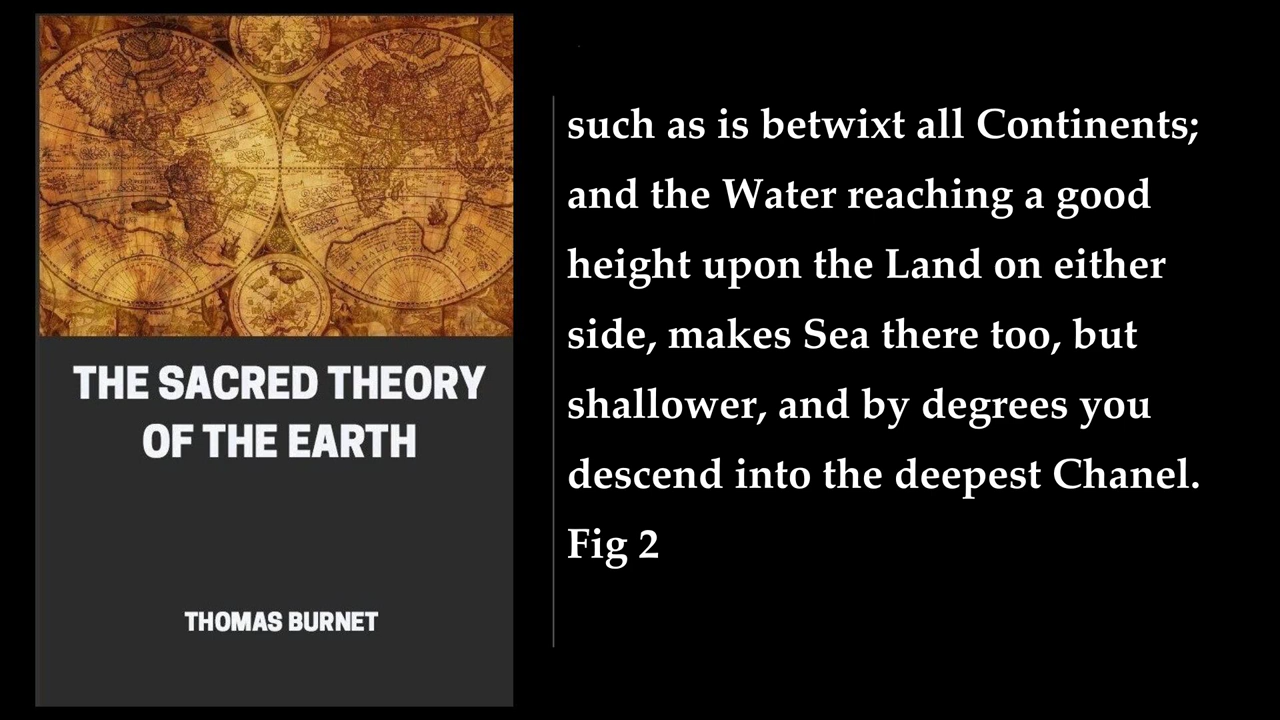 THE SACRED THEORY
OF THE EARTH
THOMAS BURNET
such as is betwixt all Continents;
and the Water reaching a good
height upon the Land on either
side, makes Sea there too, but
shallower, and by degrees you
descend into the deepest Chanel.
Fig 2